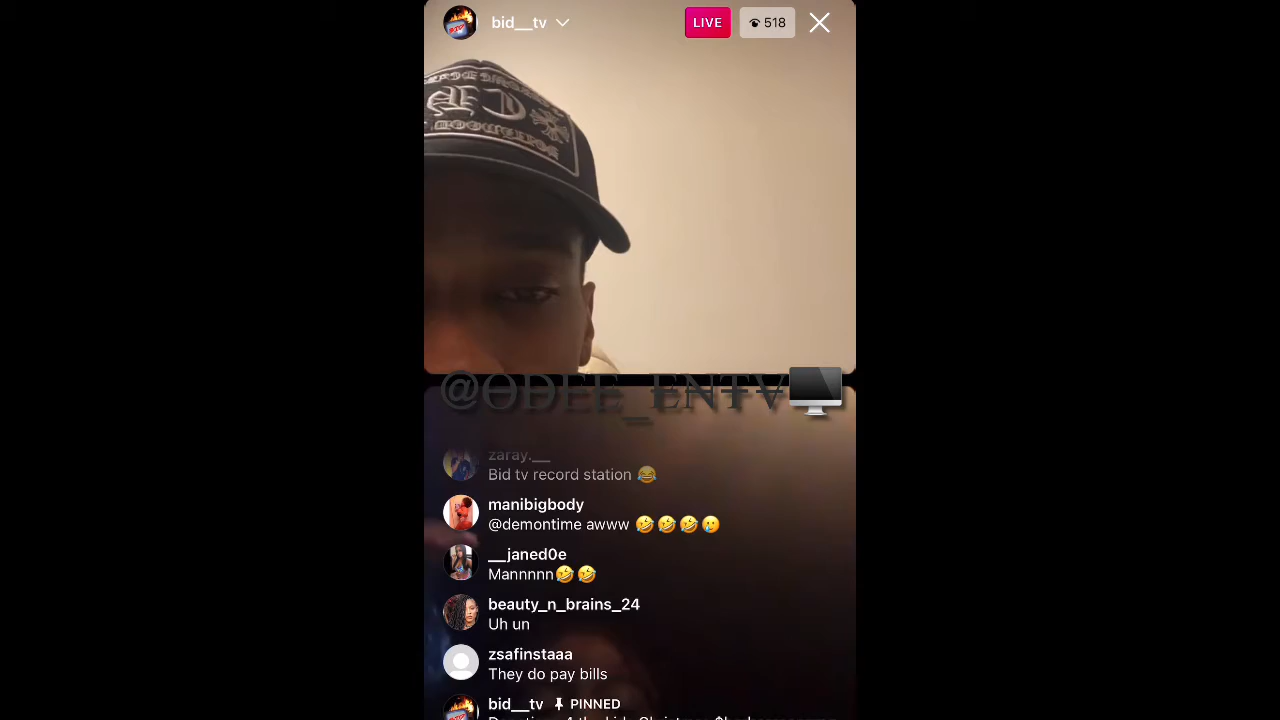 bid__tv
LIVE
518
@ODEE_ENTV
zaray.__
Bid tv record station 😂
manibigbody
@demontime awww 🤣🤣🤣🥲
__janed0e
Mannnnn🤣🤣
beauty_n_brains_24
Uh un
zsafinstaaa
They do pay bills
bid__tv PINNED